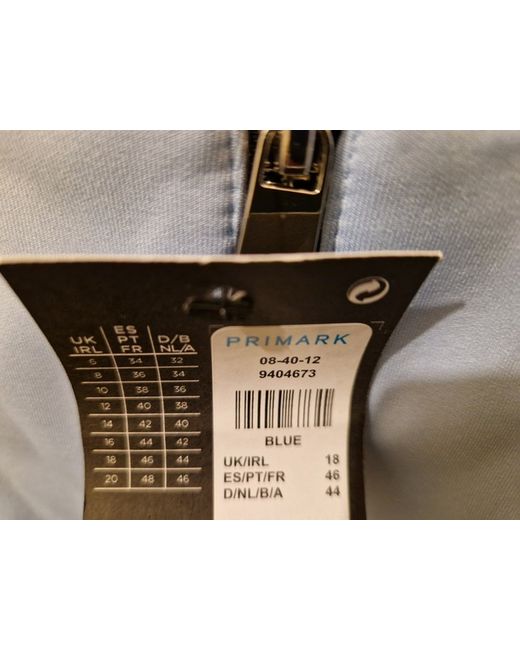 UK IRL ES PT FR D/B NL/A
6 34 32
8 36 34
10 38 36
12 40 38
14 42 40
16 44 42
18 46 44
20 48 46
PRIMARK
08-40-12
9404673
BLUE
UK/IRL 18
ES/PT/FR 46
D/NL/B/A 44